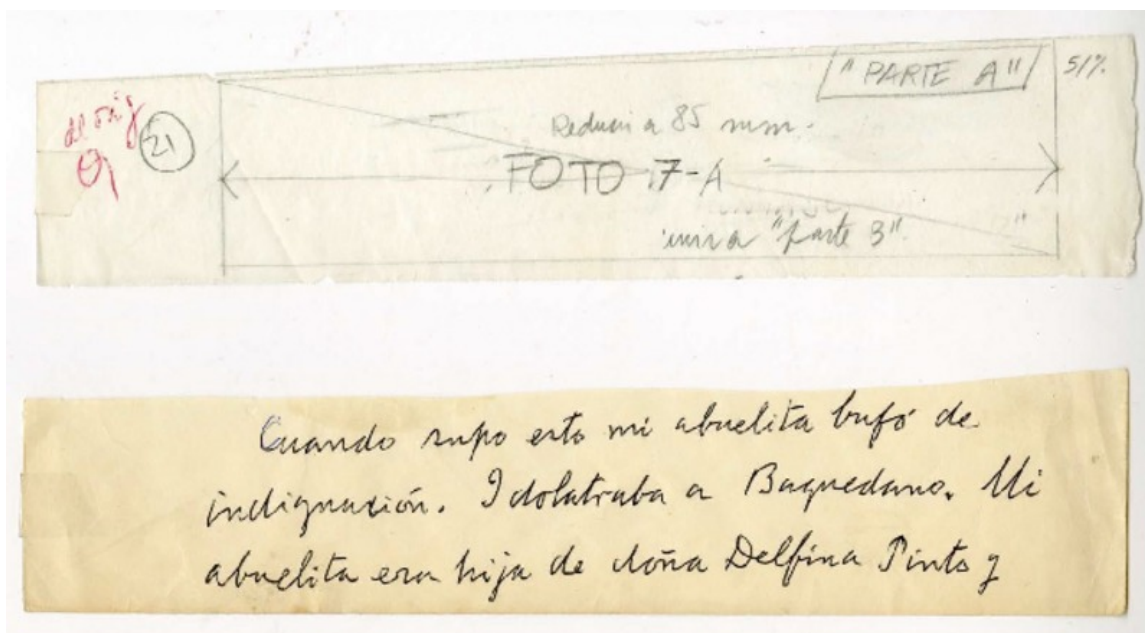 "PARTE A" 51%
21
Reducir a 85 mm.
FOTO 17-A
unir a "parte B"
Cuando supo esto mi abuelita bufó de
indignación. Idolatraba a Baquedano. Mi
abuelita era hija de doña Delfina Pinto y